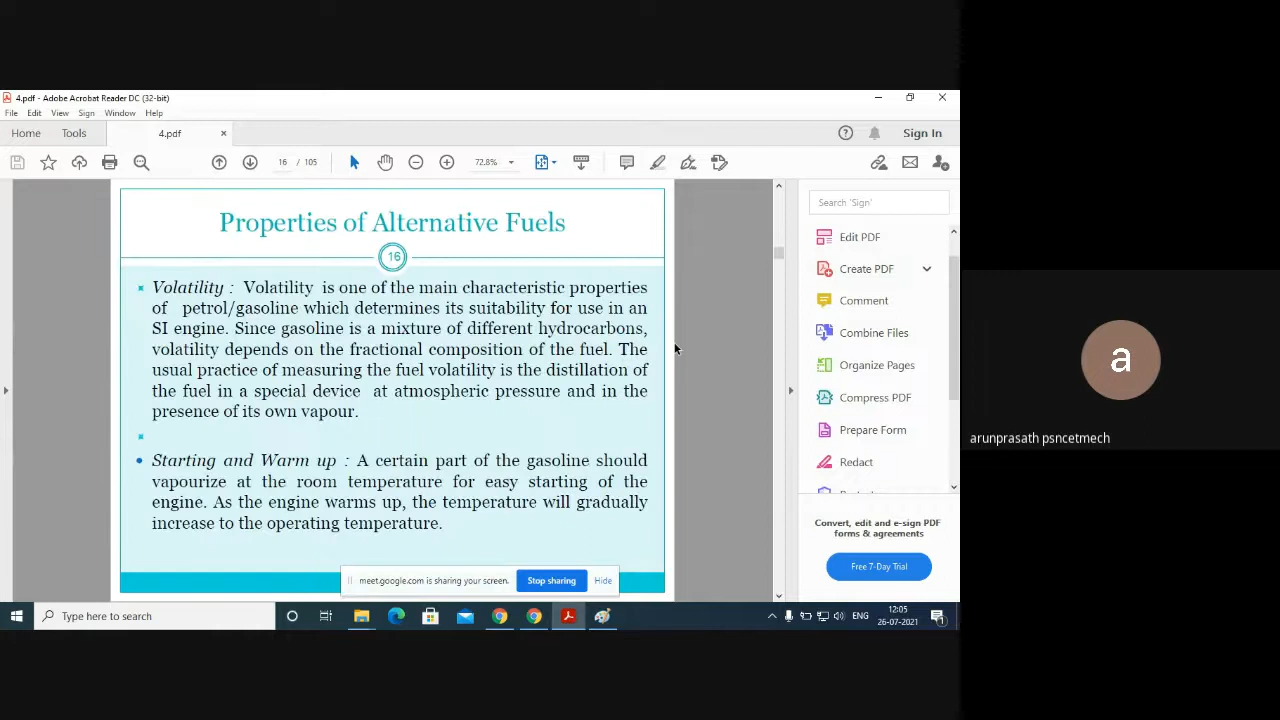 4.pdf - Adobe Acrobat Reader DC (32-bit)
File Edit View Sign Window Help
Home Tools 4.pdf × Sign In
16 / 105 72.8%
Properties of Alternative Fuels
16
Volatility : Volatility is one of the main characteristic properties
of petrol/gasoline which determines its suitability for use in an
SI engine. Since gasoline is a mixture of different hydrocarbons,
volatility depends on the fractional composition of the fuel. The
usual practice of measuring the fuel volatility is the distillation of
the fuel in a special device at atmospheric pressure and in the
presence of its own vapour.
Starting and Warm up : A certain part of the gasoline should
vapourize at the room temperature for easy starting of the
engine. As the engine warms up, the temperature will gradually
increase to the operating temperature.
Search 'Sign'
Edit PDF
Create PDF
Comment
Combine Files
Organize Pages
Compress PDF
Prepare Form
Redact
Convert, edit and e-sign PDF
forms & agreements
Free 7-Day Trial
meet.google.com is sharing your screen. Stop sharing Hide
Type here to search
ENG
12:05
26-07-2021
1
a
arunprasath psncetmech